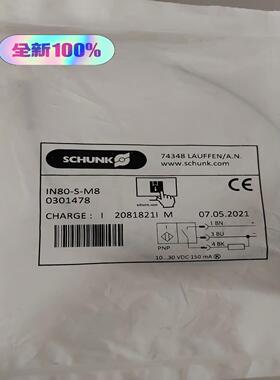 全新100%
SCHUNK
74348 LAUFFEN/A.N.
www.schunk.com
IN80-S-M8
0301478
CHARGE : I 2081821I M 07.05.2021
PNP
1 BN
3 BU
4 BK
10...30 VDC 150 mA